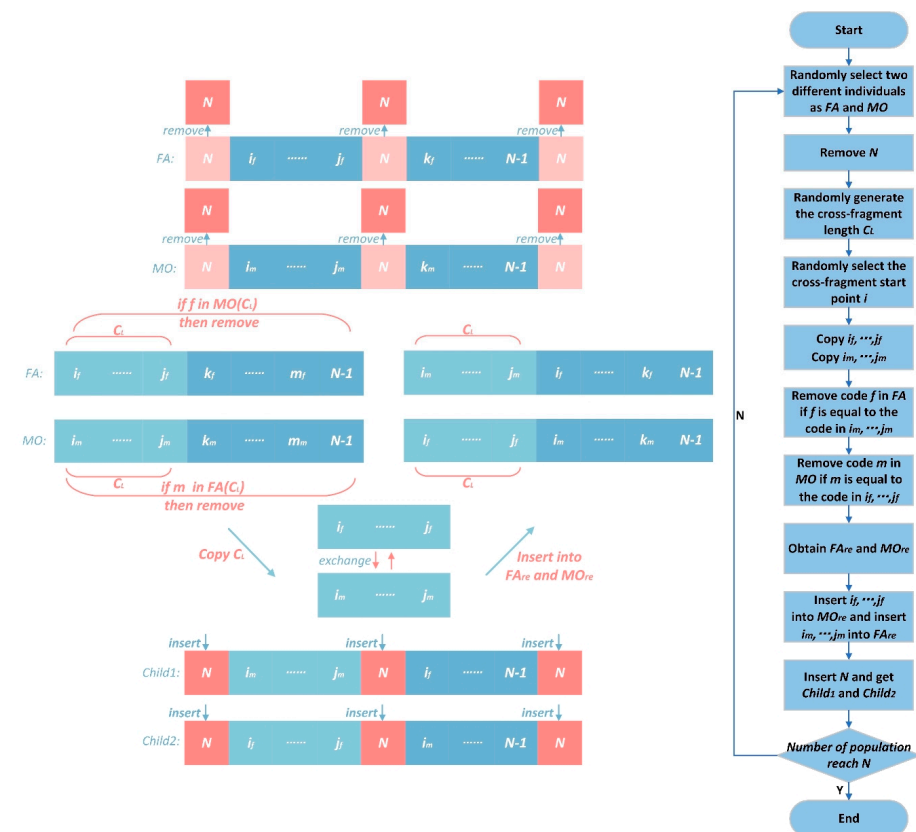 N N N
remove remove remove
FA: N if ...... jf N kf ...... N-1 N
N N N
remove remove remove
MO: N im ...... jm N km ...... N-1 N
if f in MO(CL)
then remove
CL
FA: if ...... jf kf ...... mf N-1
MO: im ...... jm km ...... mm N-1
CL
if m in FA(CL)
then remove
CL
im ...... jm if ...... kf N-1
if ...... jf im ...... km N-1
CL
Copy CL
if ...... jf
exchange
im ...... jm
Insert into
FAre and MOre
insert insert insert
Child1: N im ...... jm N if ...... N-1 N
insert insert insert
Child2: N if ...... jf N im ...... N-1 N
Start
Randomly select two
different individuals
as FA and MO
Remove N
Randomly generate
the cross-fragment
length CL
Randomly select the
cross-fragment start
point i
Copy if,···,jf
Copy im,···,jm
Remove code f in FA
if f is equal to the
code in im,···,jm
Remove code m in
MO if m is equal to
the code in if,···,jf
Obtain FAre and MOre
Insert if,···,jf
into MOre and insert
im,···,jm into FAre
Insert N and get
Child1 and Child2
Number of population
reach N
N
Y
End